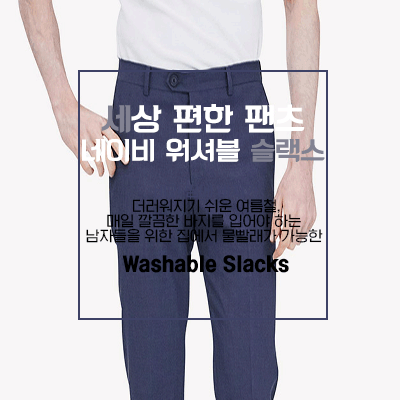 세상 편한 팬츠
네이비 워셔블 슬랙스
더러워지기 쉬운 여름철,
매일 깔끔한 바지를 입어야 하는
남자들을 위한 집에서 물빨래가 가능한
Washable Slacks